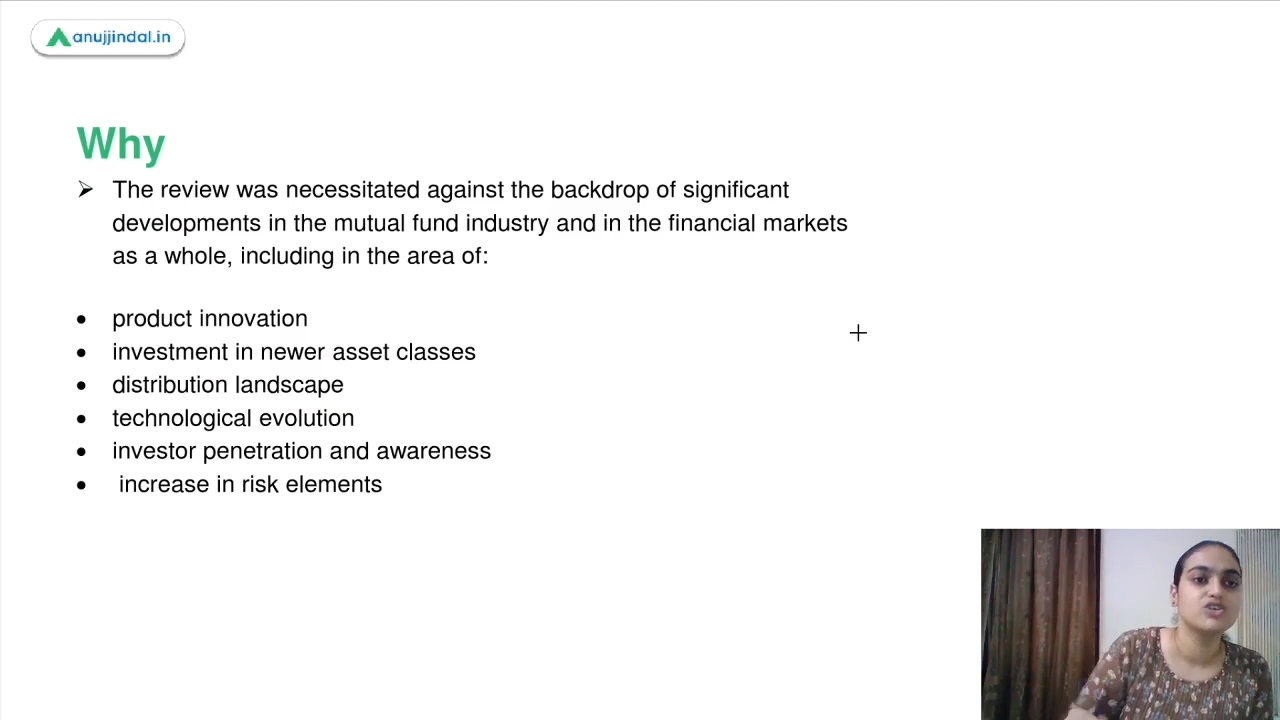 anujjindal.in
Why
➢ The review was necessitated against the backdrop of significant
developments in the mutual fund industry and in the financial markets
as a whole, including in the area of:
• product innovation
• investment in newer asset classes
• distribution landscape
• technological evolution
• investor penetration and awareness
• increase in risk elements